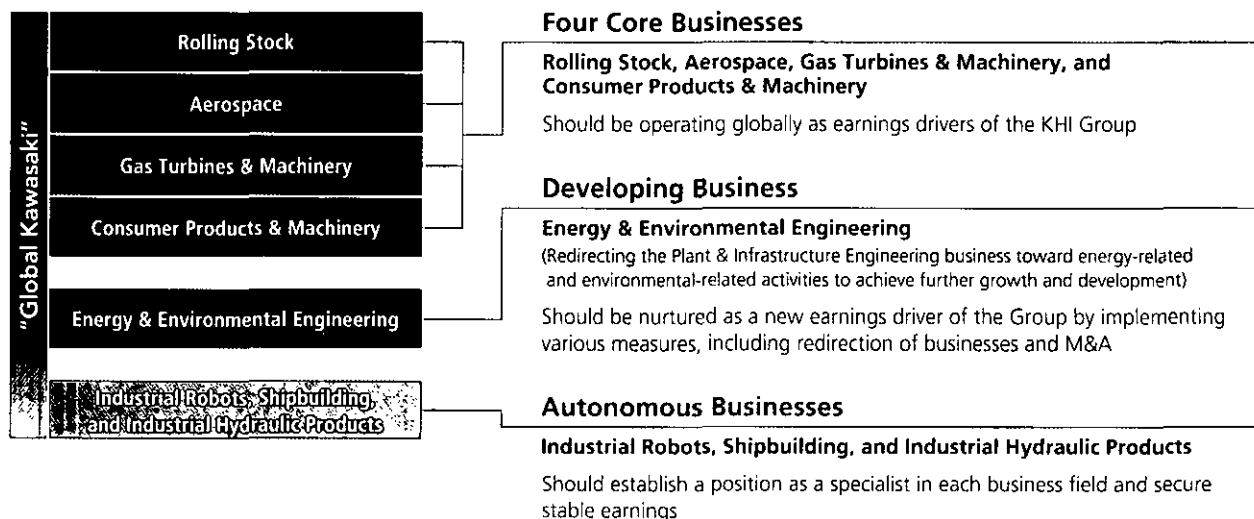 "Global Kawasaki"
Rolling Stock
Aerospace
Gas Turbines & Machinery
Consumer Products & Machinery
Energy & Environmental Engineering
Industrial Robots, Shipbuilding,
and Industrial Hydraulic Products
Four Core Businesses
Rolling Stock, Aerospace, Gas Turbines & Machinery, and
Consumer Products & Machinery
Should be operating globally as earnings drivers of the KHI Group
Developing Business
Energy & Environmental Engineering
(Redirecting the Plant & Infrastructure Engineering business toward energy-related
and environmental-related activities to achieve further growth and development)
Should be nurtured as a new earnings driver of the Group by implementing
various measures, including redirection of businesses and M&A
Autonomous Businesses
Industrial Robots, Shipbuilding, and Industrial Hydraulic Products
Should establish a position as a specialist in each business field and secure
stable earnings